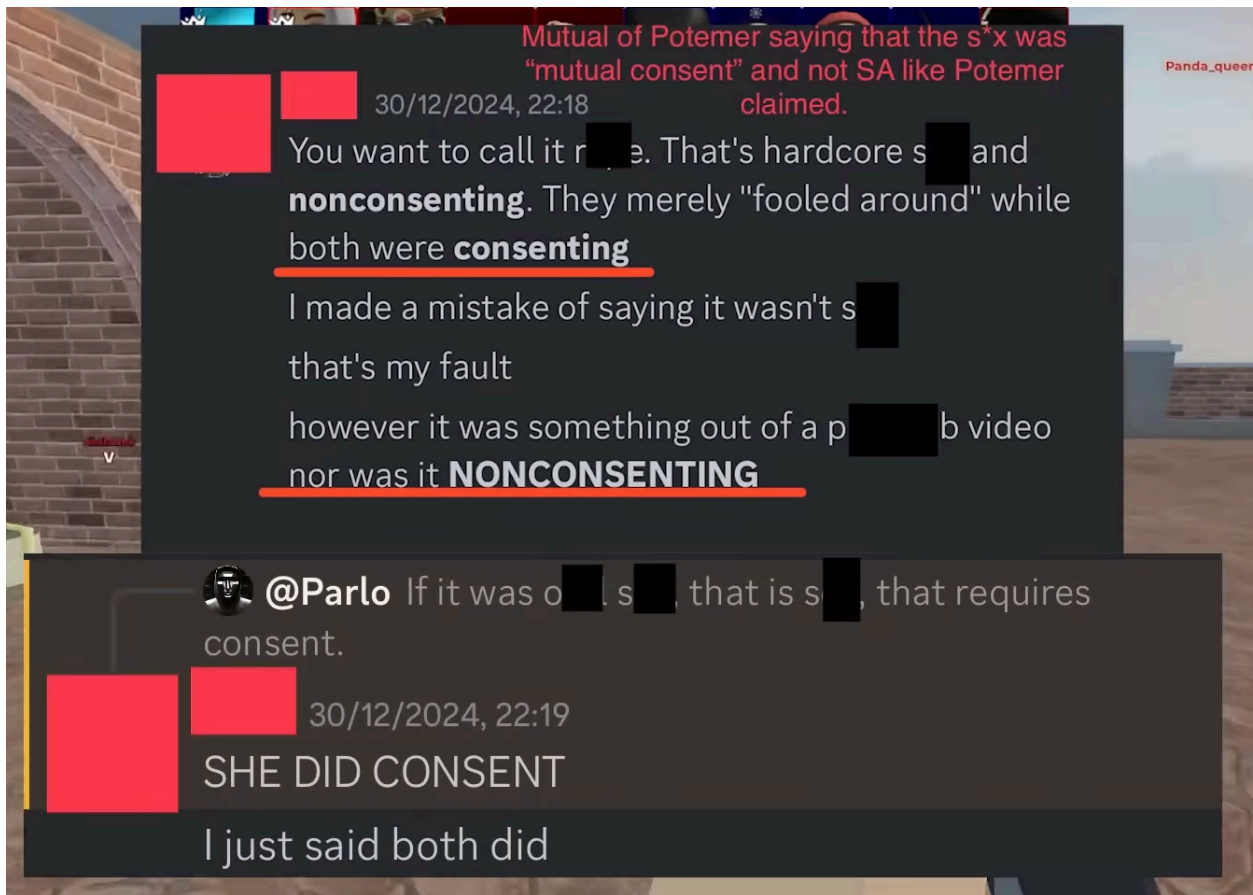 Mutual of Potemer saying that the s*x was
"mutual consent" and not SA like Potemer
claimed.
Panda_queer
30/12/2024, 22:18
You want to call it r e. That's hardcore s and
nonconsenting. They merely "fooled around" while
both were consenting
I made a mistake of saying it wasn't s
that's my fault
however it was something out of a p b video
nor was it NONCONSENTING
v
@Parlo If it was o l s , that is s , that requires
consent.
30/12/2024, 22:19
SHE DID CONSENT
I just said both did